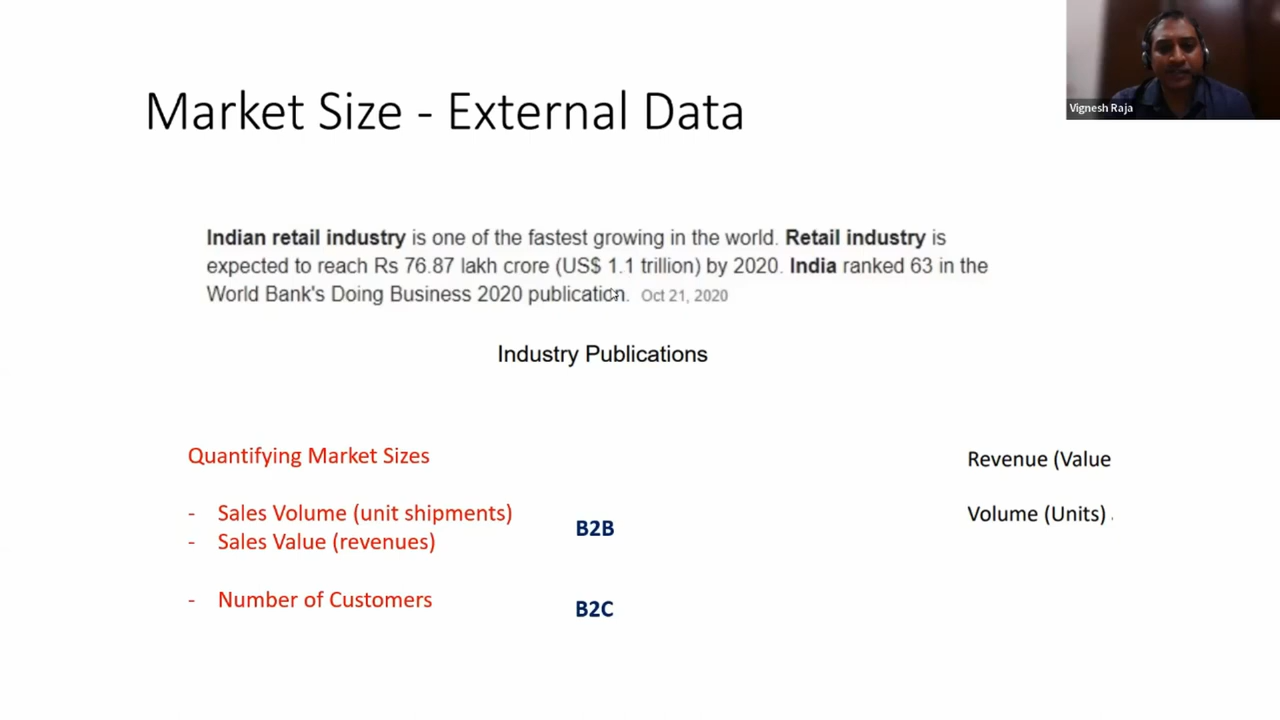 Vignesh Raja
Market Size - External Data
Indian retail industry is one of the fastest growing in the world. Retail industry is
expected to reach Rs 76.87 lakh crore (US$ 1.1 trillion) by 2020. India ranked 63 in the
World Bank's Doing Business 2020 publication. Oct 21, 2020
Industry Publications
Quantifying Market Sizes
- Sales Volume (unit shipments)
- Sales Value (revenues)
- Number of Customers
B2B
B2C
Revenue (Value
Volume (Units)